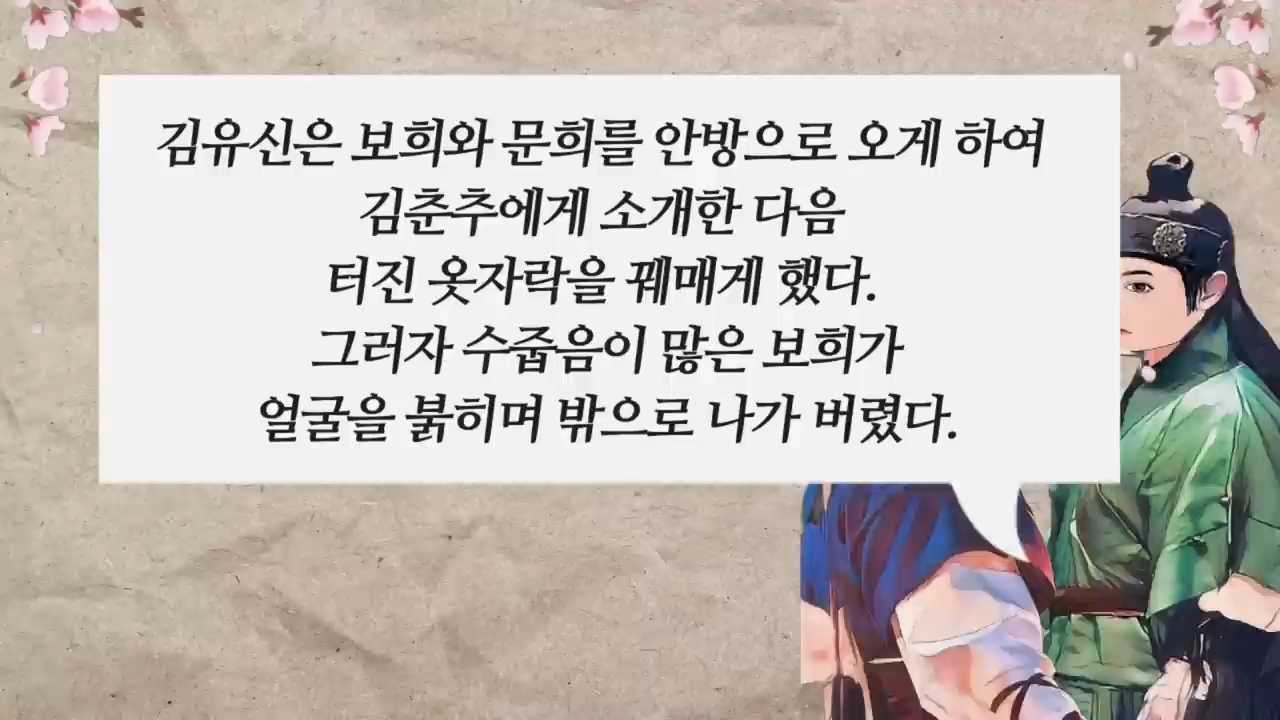 김유신은 보희와 문희를 안방으로 오게 하여
김춘추에게 소개한 다음
터진 옷자락을 꿰매게 했다.
그러자 수줍음이 많은 보희가
얼굴을 붉히며 밖으로 나가 버렸다.